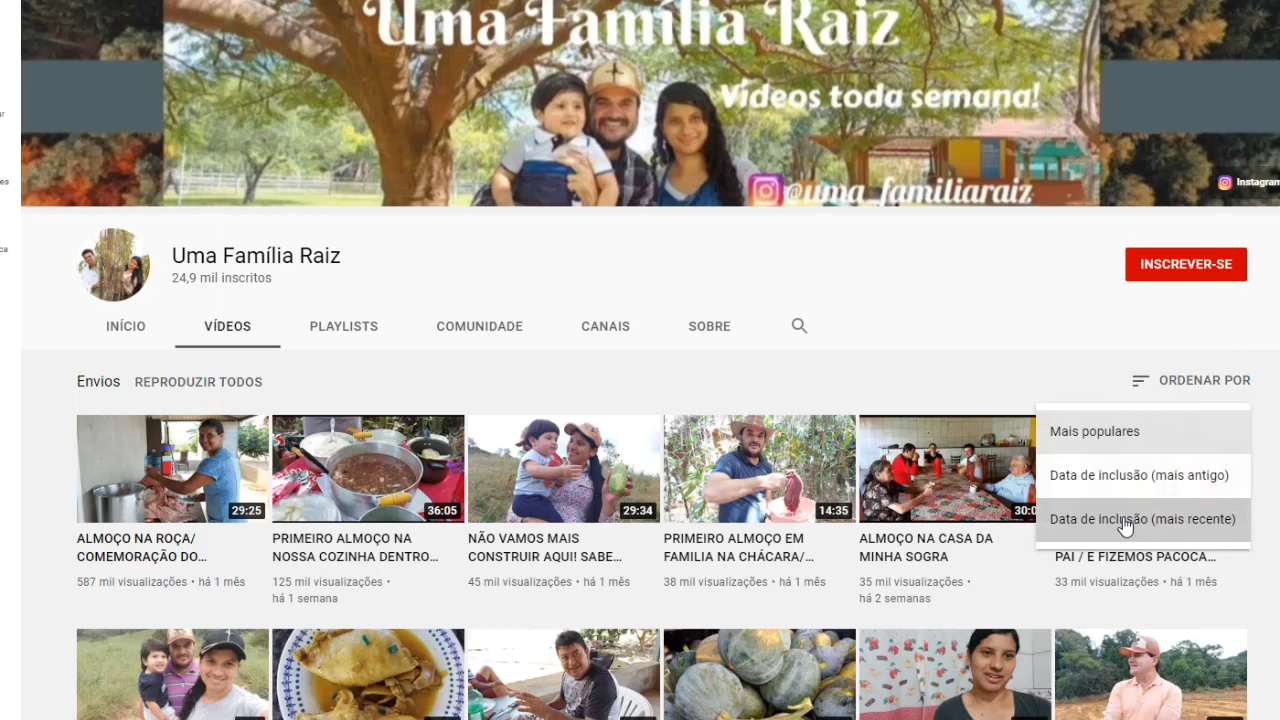 Uma Família Raiz
Vídeos toda semana!
@uma_familiaraiz
Instagram
Uma Família Raiz
24,9 mil inscritos
INSCREVER-SE
INÍCIO
VÍDEOS
PLAYLISTS
COMUNIDADE
CANAIS
SOBRE
Envios
REPRODUZIR TODOS
ORDENAR POR
Mais populares
Data de inclusão (mais antigo)
Data de inclusão (mais recente)
29:25
ALMOÇO NA ROÇA/
COMEMORAÇÃO DO...
587 mil visualizações • há 1 mês
36:05
PRIMEIRO ALMOÇO NA
NOSSA COZINHA DENTRO...
125 mil visualizações •
há 1 semana
29:34
NÃO VAMOS MAIS
CONSTRUIR AQUI! SABE...
45 mil visualizações • há 1 mês
14:35
PRIMEIRO ALMOÇO EM
FAMILIA NA CHÁCARA/...
38 mil visualizações • há 1 mês
30:0
ALMOÇO NA CASA DA
MINHA SOGRA
35 mil visualizações •
há 2 semanas
PAI / E FIZEMOS PAÇOCA...
33 mil visualizações • há 1 mês